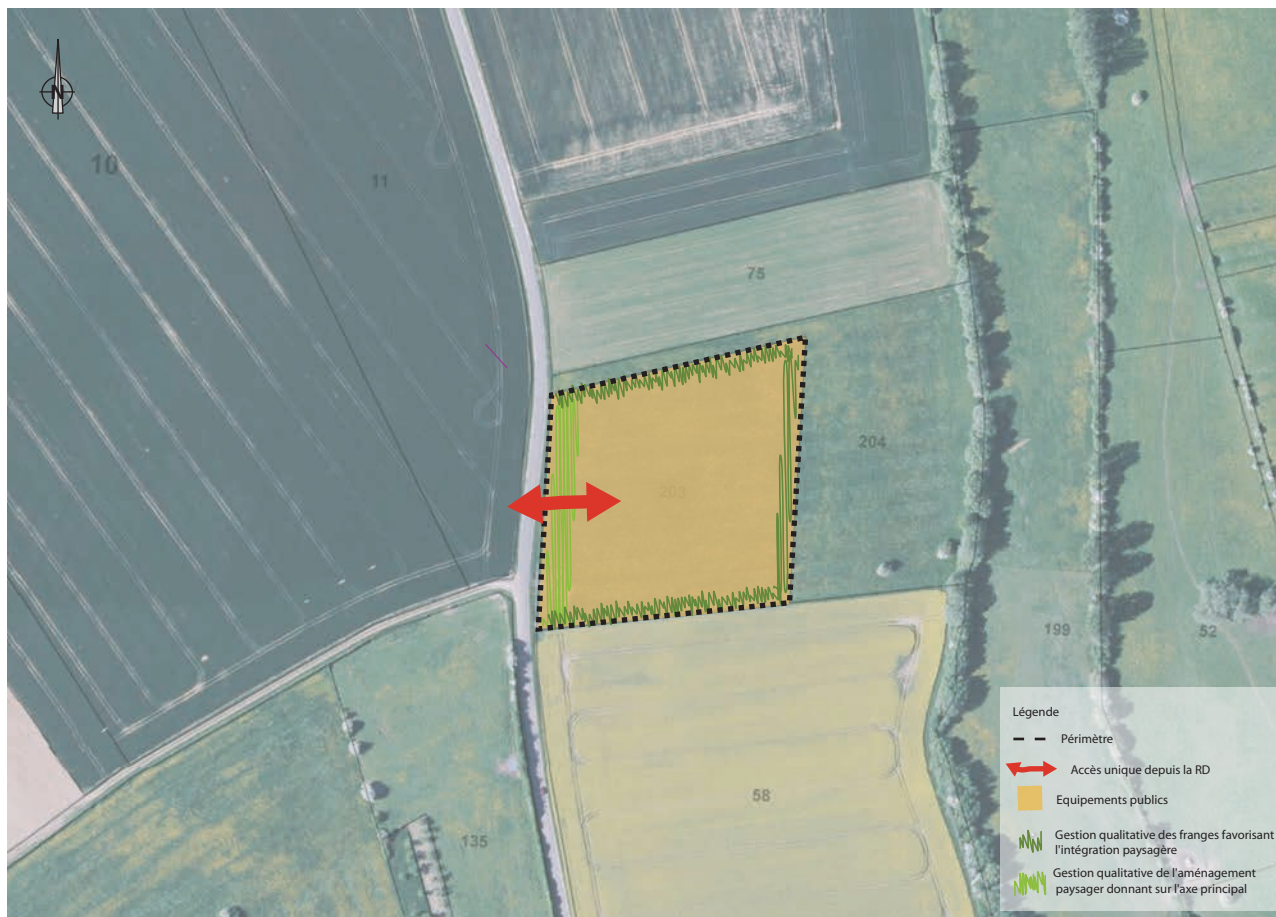 N
10
11
75
203
204
199
52
58
135
Légende
Périmètre
Accès unique depuis la RD
Equipements publics
Gestion qualitative des franges favorisant
l'intégration paysagère
Gestion qualitative de l'aménagement
paysager donnant sur l'axe principal